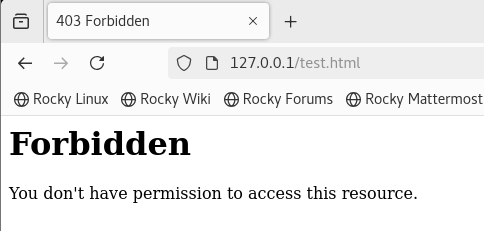 403 Forbidden
127.0.0.1/test.html
Rocky Linux Rocky Wiki Rocky Forums Rocky Mattermost
Forbidden
You don't have permission to access this resource.